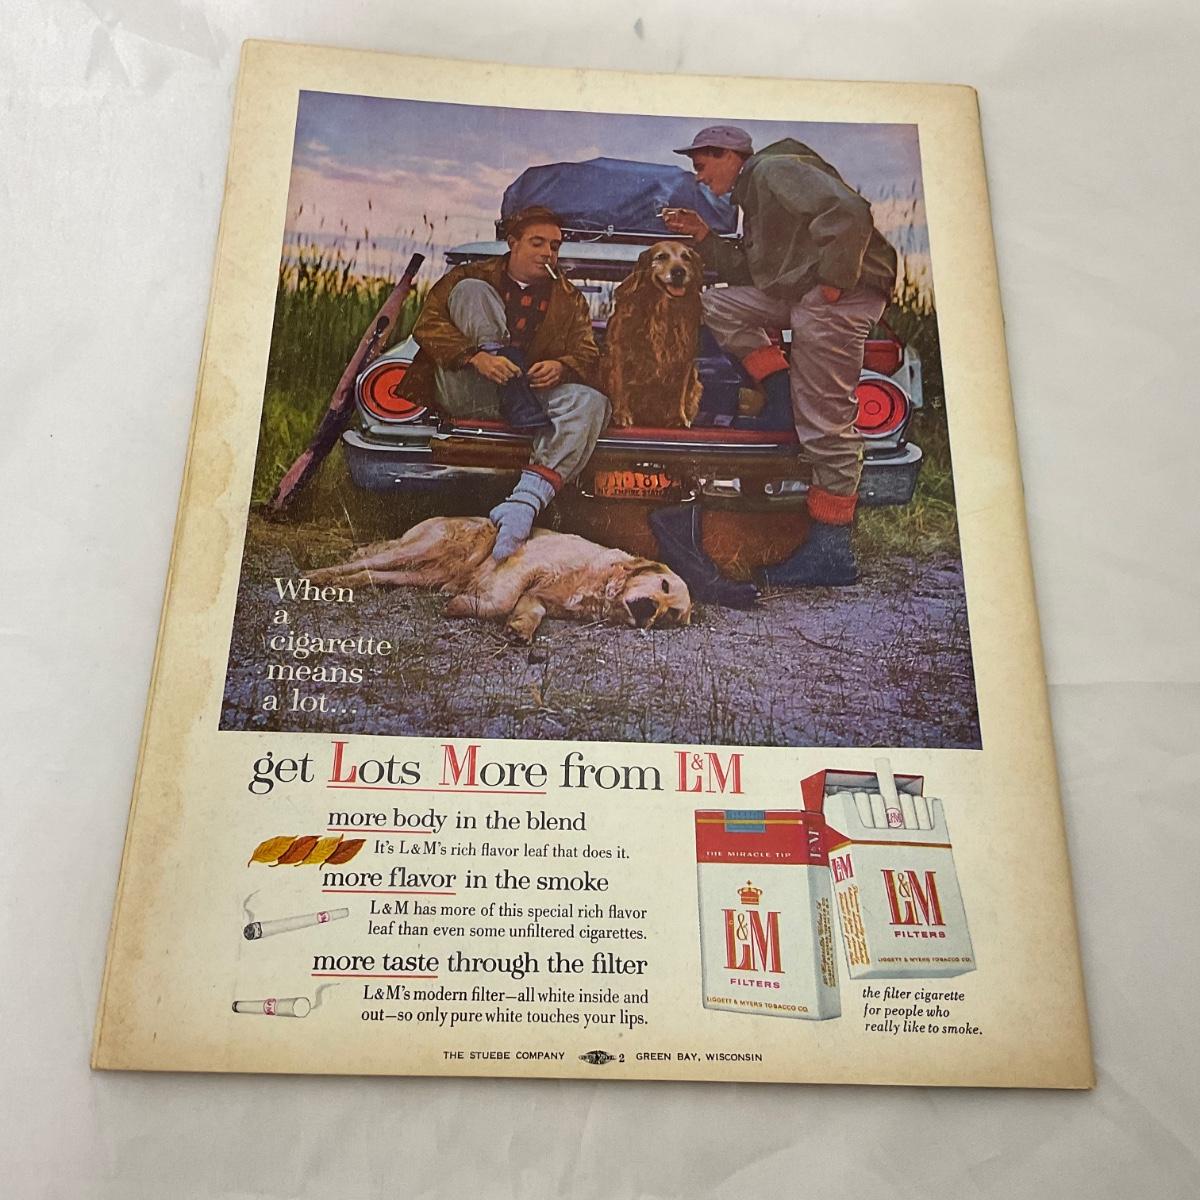 NY EMPIRE STATE
When
a
cigarette
means
a lot...
get Lots More from L&M
more body in the blend
It's L&M's rich flavor leaf that does it.
more flavor in the smoke
L&M has more of this special rich flavor
leaf than even some unfiltered cigarettes.
more taste through the filter
L&M's modern filter—all white inside and
out—so only pure white touches your lips.
THE MIRACLE TIP
L&M
L&M
FILTERS
LIGGETT & MYERS TOBACCO CO.
L&M
L&M
L&M
FILTERS
LIGGETT & MYERS TOBACCO CO.
the filter cigarette
for people who
really like to smoke.
THE STUEBE COMPANY 2 GREEN BAY, WISCONSIN